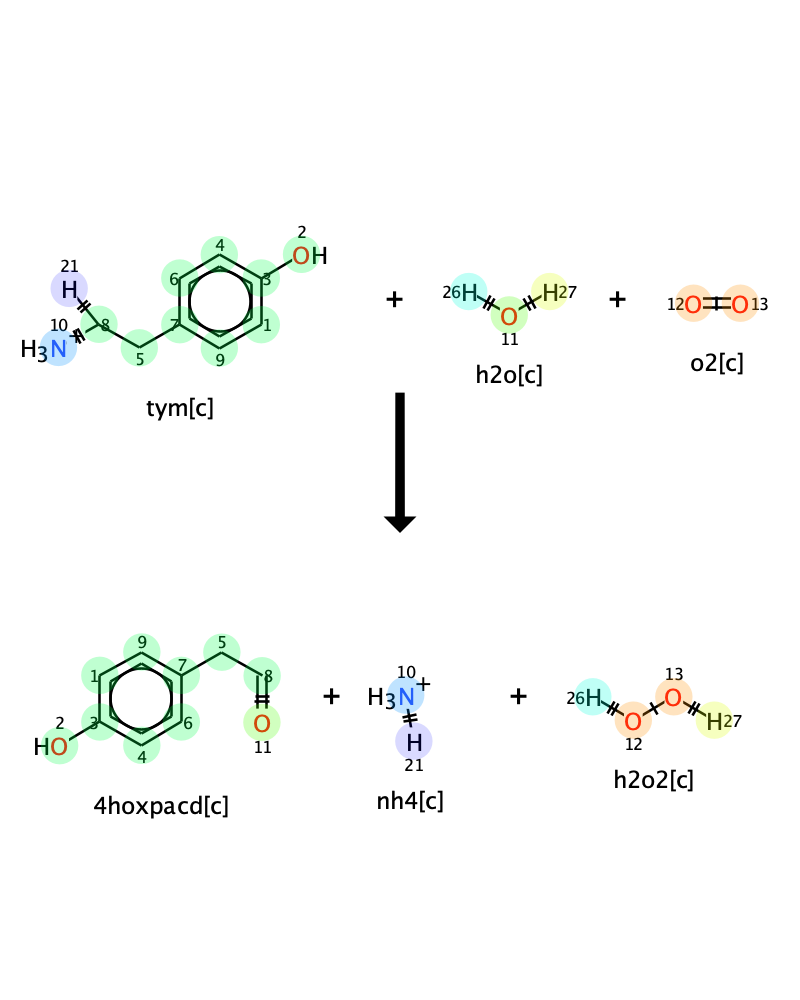 2
4
OH
21
6
3
H
+
26H
H27
+
12O
O13
10
8
7
1
O
H3N
5
9
11
h2o[c]
o2[c]
tym[c]
9
5
1
7
8
10
+
13
+
H3N
+
26H
O
2
3
6
O
O
H27
HO
4
11
H
12
21
4hoxpacd[c]
nh4[c]
h2o2[c]